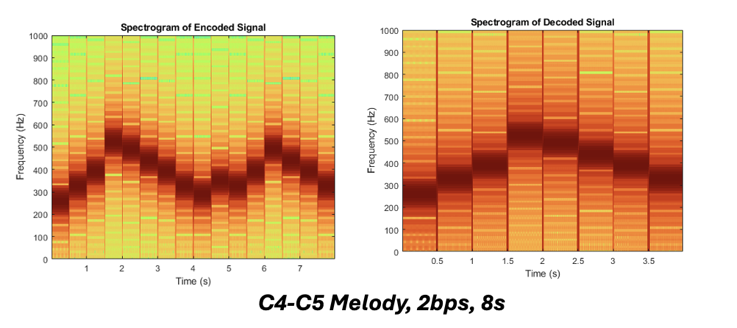 Spectrogram of Encoded Signal
1000
900
800
700
600
500
400
300
200
100
0
Frequency (Hz)
1 2 3 4 5 6 7
Time (s)
Spectrogram of Decoded Signal
1000
900
800
700
600
500
400
300
200
100
0
Frequency (Hz)
0.5 1 1.5 2 2.5 3 3.5
Time (s)
C4-C5 Melody, 2bps, 8s